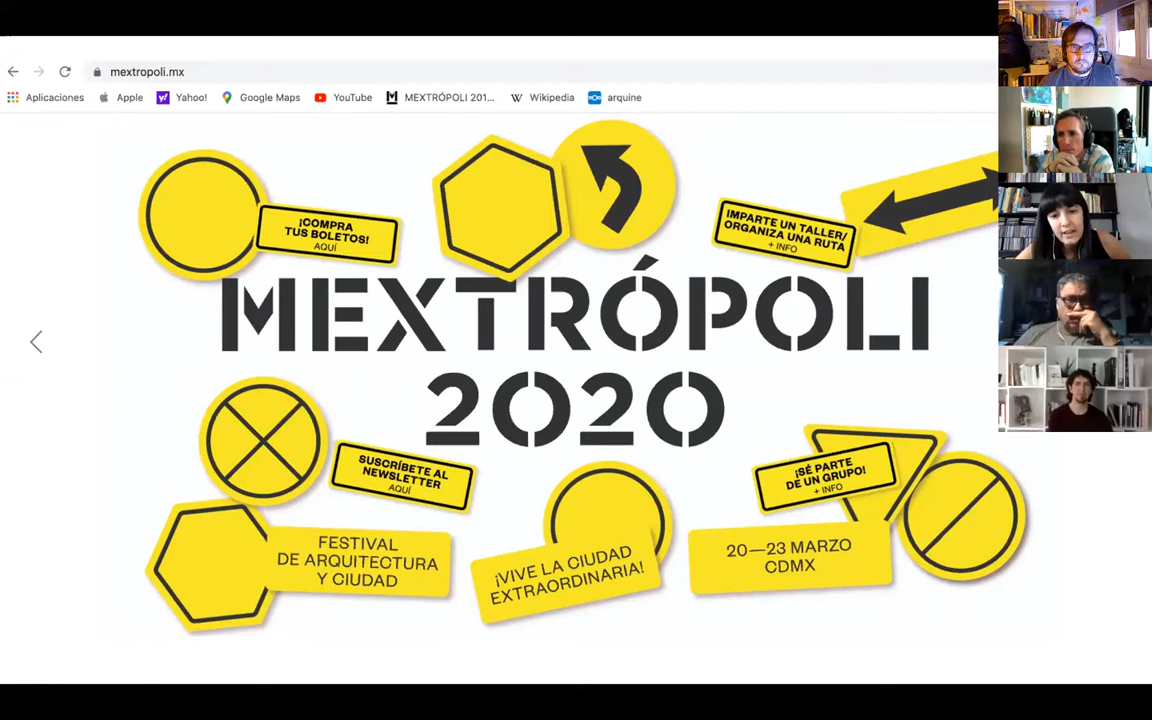 mextropoli.mx
Aplicaciones
Apple
Yahoo!
Google Maps
YouTube
MEXTRÓPOLI 201...
Wikipedia
arquine
¡COMPRA
TUS BOLETOS!
AQUÍ
IMPARTE UN TALLER/
ORGANIZA UNA RUTA
+ INFO
MEXTRÓPOLI
2020
SUSCRÍBETE AL
NEWSLETTER
AQUÍ
¡SÉ PARTE
DE UN GRUPO!
+ INFO
FESTIVAL
DE ARQUITECTURA
Y CIUDAD
¡VIVE LA CIUDAD
EXTRAORDINARIA!
20—23 MARZO
CDMX